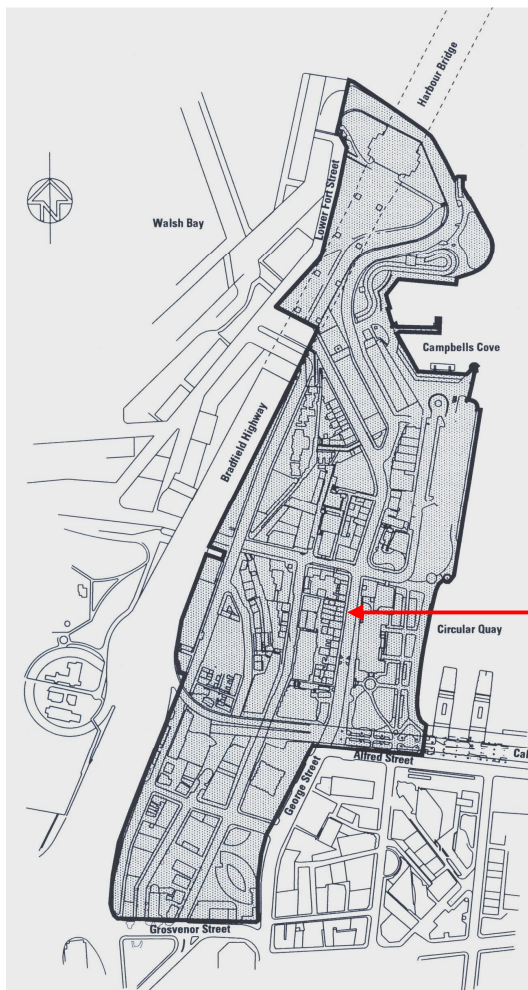 Harbour Bridge
Lower Fort Street
Walsh Bay
Campbells Cove
Bradfield Highway
Circular Quay
Alfred Street
Cal
George Street
Grosvenor Street